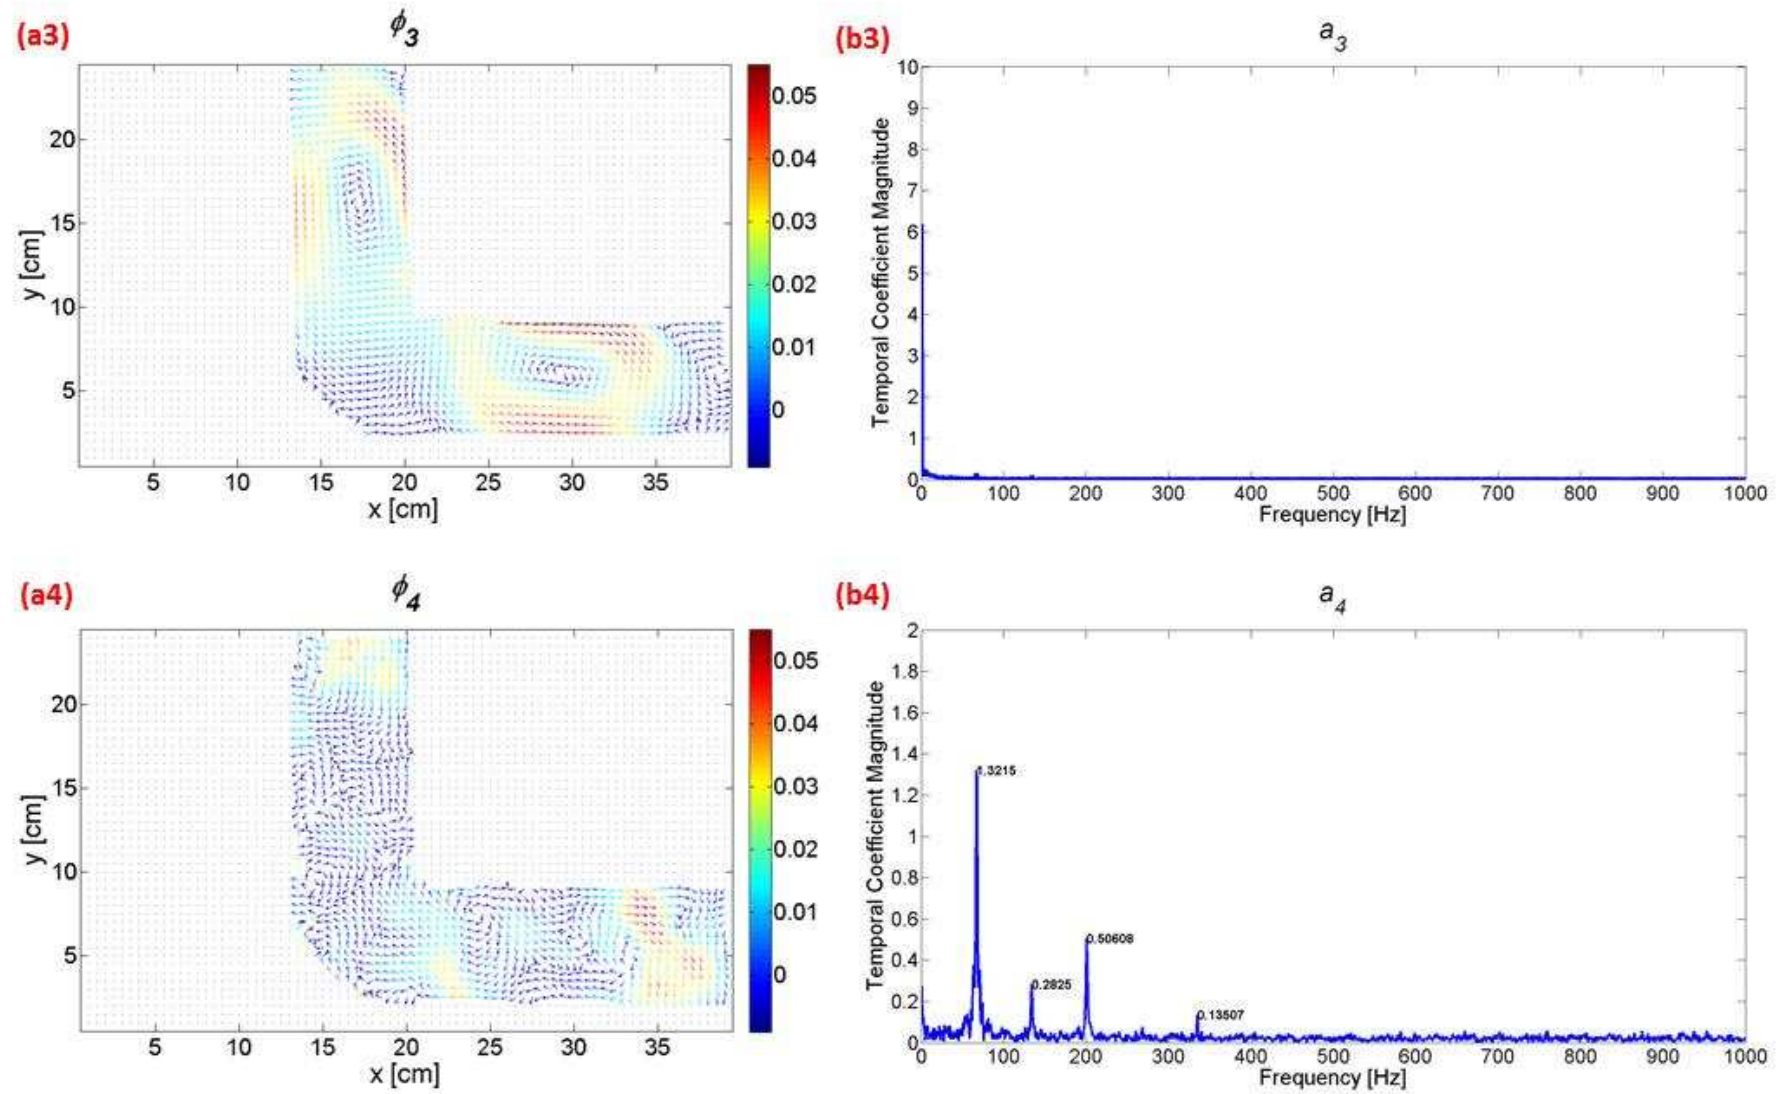 (a3)
ϕ3
0.05
0.04
0.03
0.02
0.01
0
20
15
10
5
y [cm]
5 10 15 20 25 30 35
x [cm]
(b3)
a3
10
9
8
7
6
5
4
3
2
1
0
Temporal Coefficient Magnitude
0 100 200 300 400 500 600 700 800 900 1000
Frequency [Hz]
(a4)
ϕ4
0.05
0.04
0.03
0.02
0.01
0
20
15
10
5
y [cm]
5 10 15 20 25 30 35
x [cm]
(b4)
a4
2
1.8
1.6
1.4
1.2
1
0.8
0.6
0.4
0.2
0
Temporal Coefficient Magnitude
1.3215
0.50608
0.2825
0.13507
0 100 200 300 400 500 600 700 800 900 1000
Frequency [Hz]